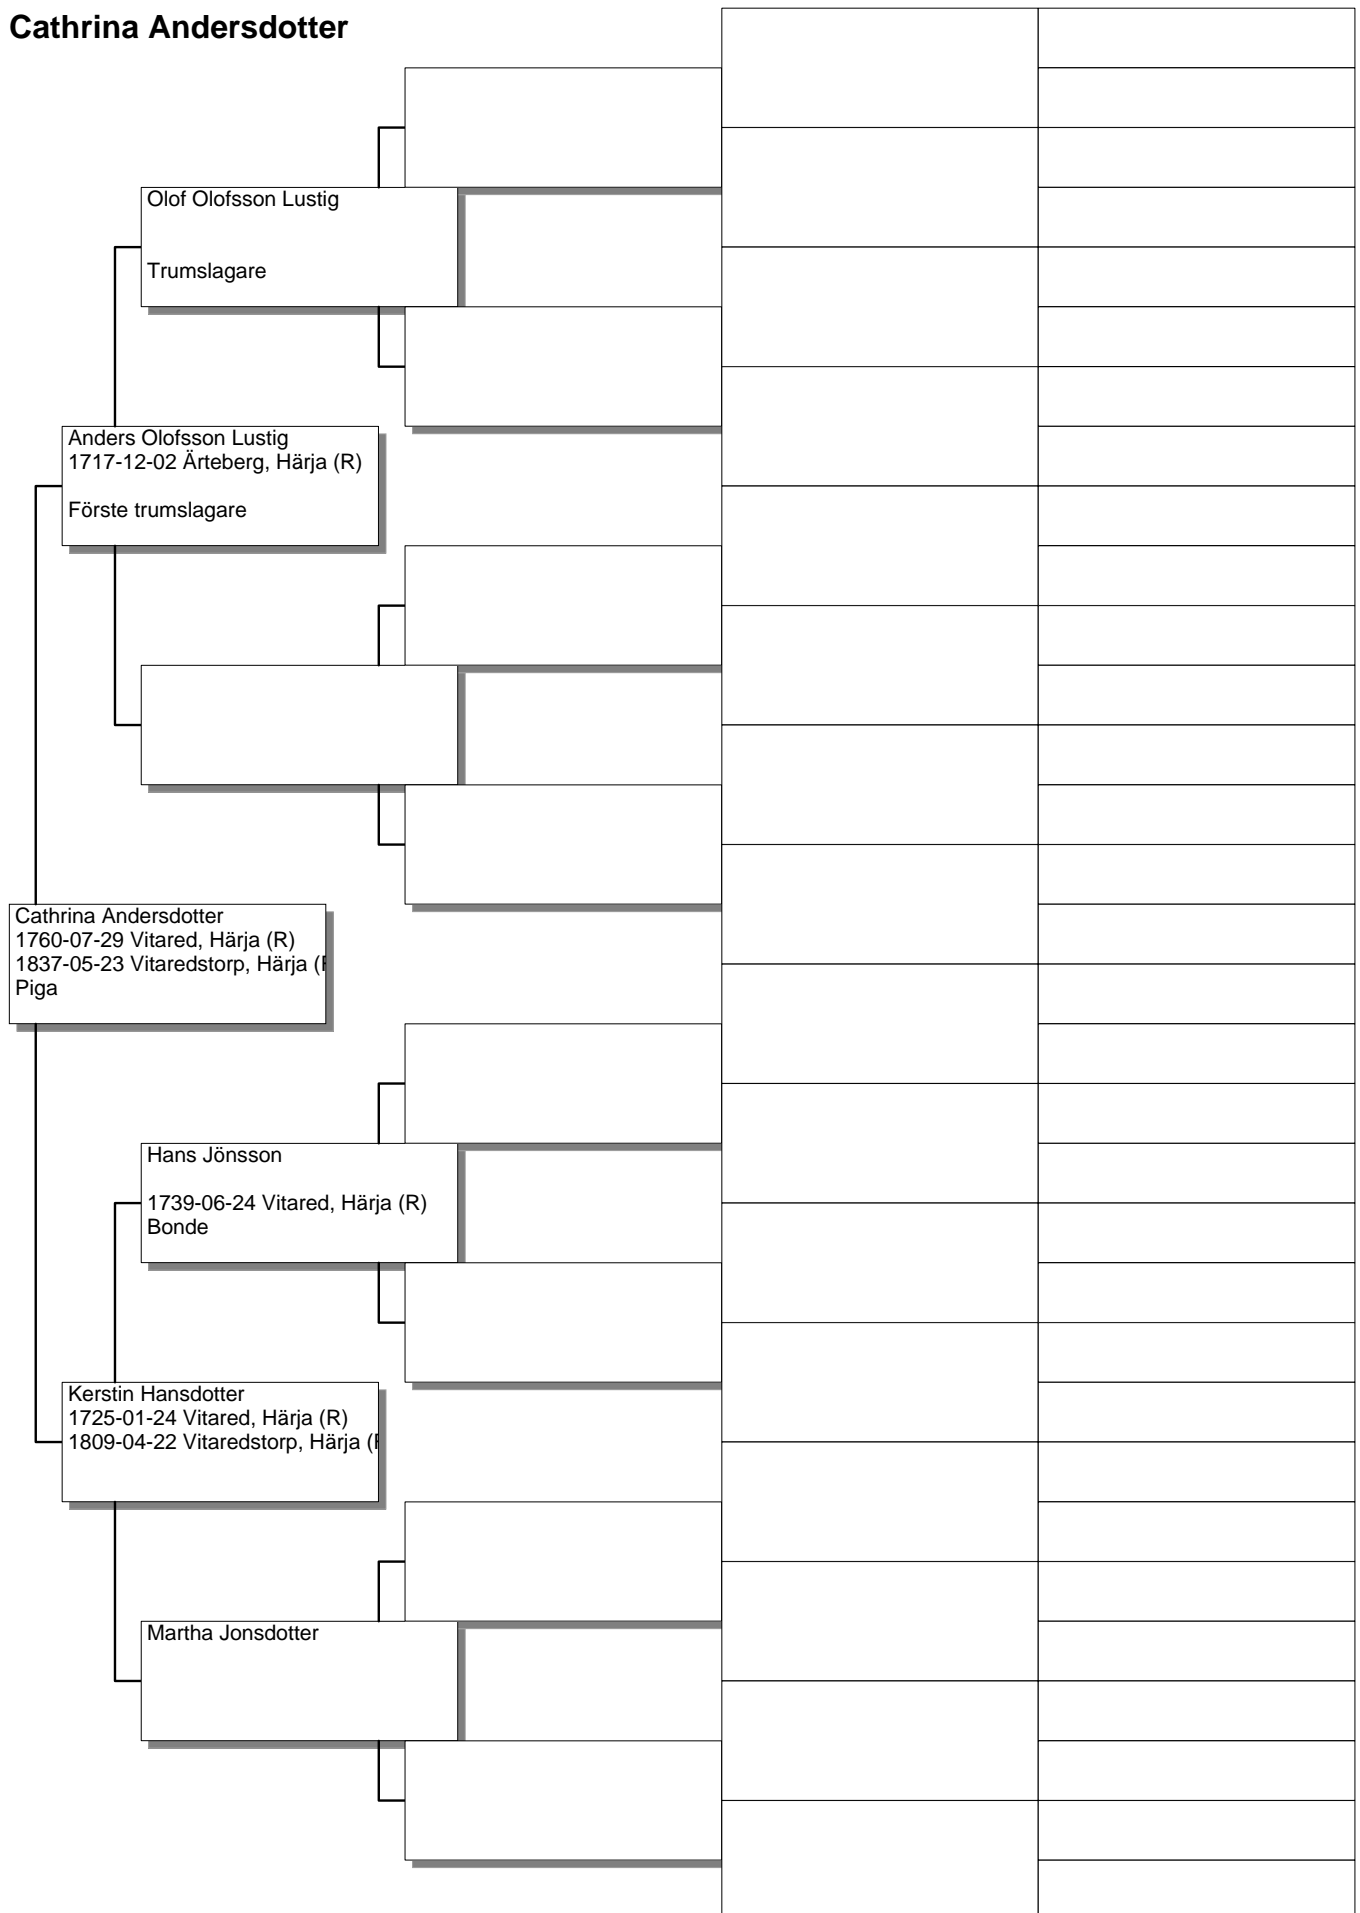 Cathrina Andersdotter
Olof Olofsson Lustig
Trumslagare
Anders Olofsson Lustig
1717-12-02 Ärteberg, Härja (R)
Förste trumslagare
Cathrina Andersdotter
1760-07-29 Vitared, Härja (R)
1837-05-23 Vitaredstorp, Härja (R
Piga
Hans Jönsson
1739-06-24 Vitared, Härja (R)
Bonde
Kerstin Hansdotter
1725-01-24 Vitared, Härja (R)
1809-04-22 Vitaredstorp, Härja (R
Martha Jonsdotter